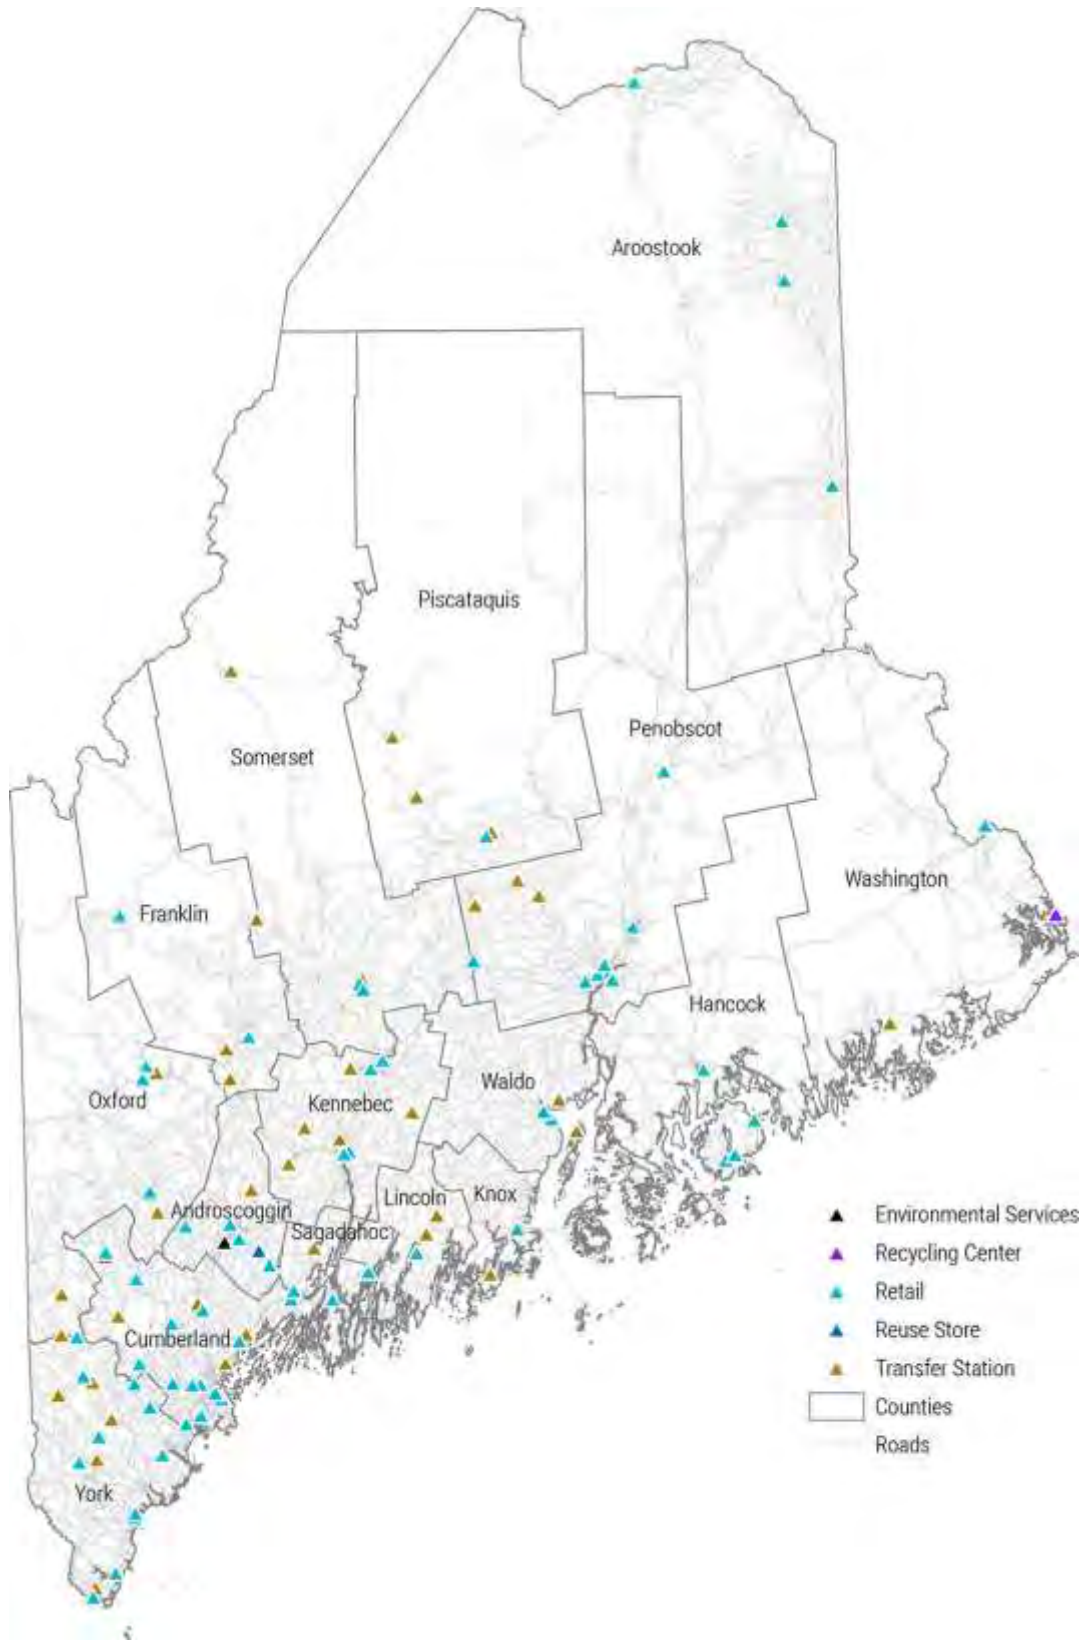 Aroostook
Piscataquis
Penobscot
Somerset
Washington
Franklin
Hancock
Waldo
Oxford
Kennebec
Lincoln
Knox
Androscoggin
Sagadahoc
Cumberland
York
Environmental Services
Recycling Center
Retail
Reuse Store
Transfer Station
Counties
Roads